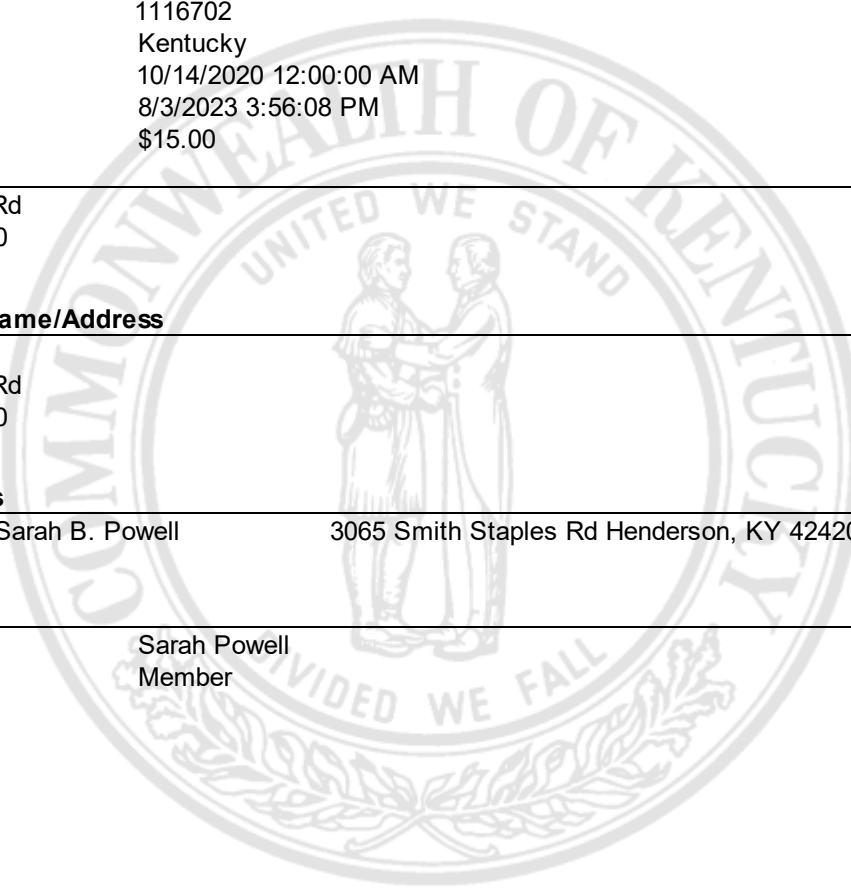 1116702
Kentucky
10/14/2020 12:00:00 AM
8/3/2023 3:56:08 PM
$15.00
Rd
0
ame/Address
Rd
0
s
Sarah B. Powell 3065 Smith Staples Rd Henderson, KY 42420
Sarah Powell
Member
COMMONWEALTH OF KENTUCKY
UNITED WE STAND
DIVIDED WE FALL